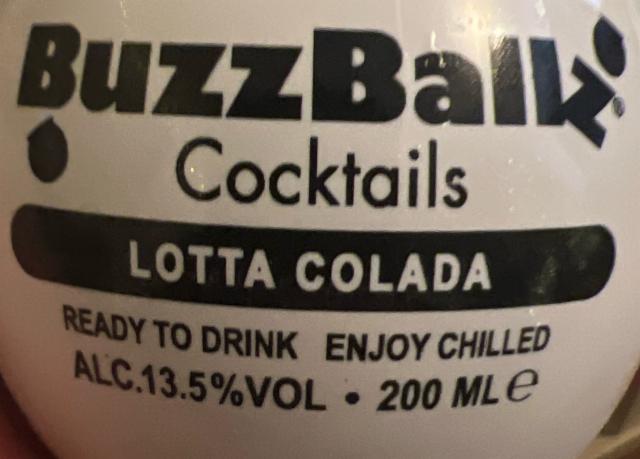 BuzzBallz®
Cocktails
LOTTA COLADA
READY TO DRINK ENJOY CHILLED
ALC.13.5%VOL • 200 ML ℮